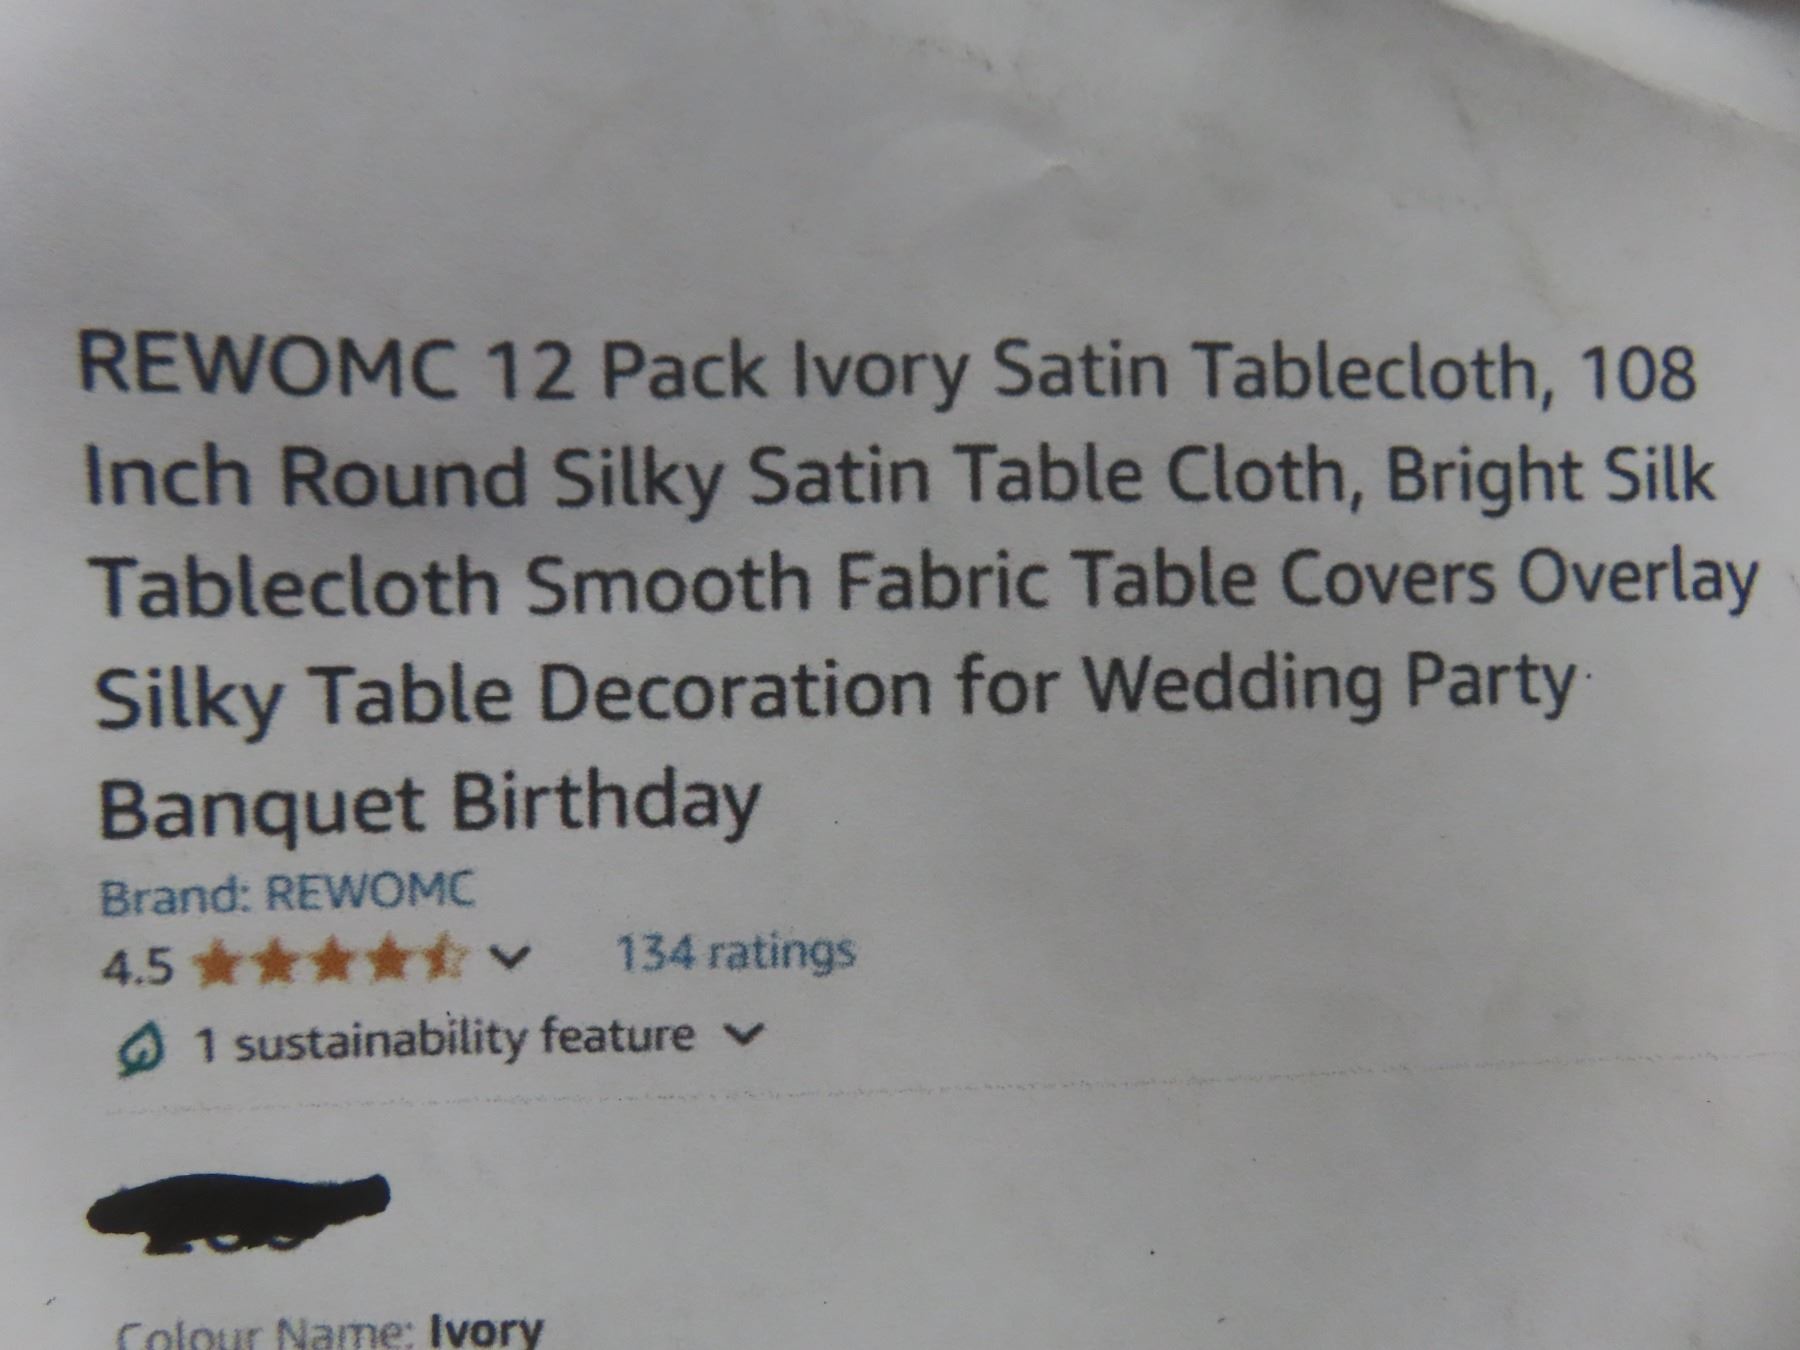 REWOMC 12 Pack Ivory Satin Tablecloth, 108
Inch Round Silky Satin Table Cloth, Bright Silk
Tablecloth Smooth Fabric Table Covers Overlay
Silky Table Decoration for Wedding Party
Banquet Birthday
Brand: REWOMC
4.5
134 ratings
1 sustainability feature
Colour Name: Ivory